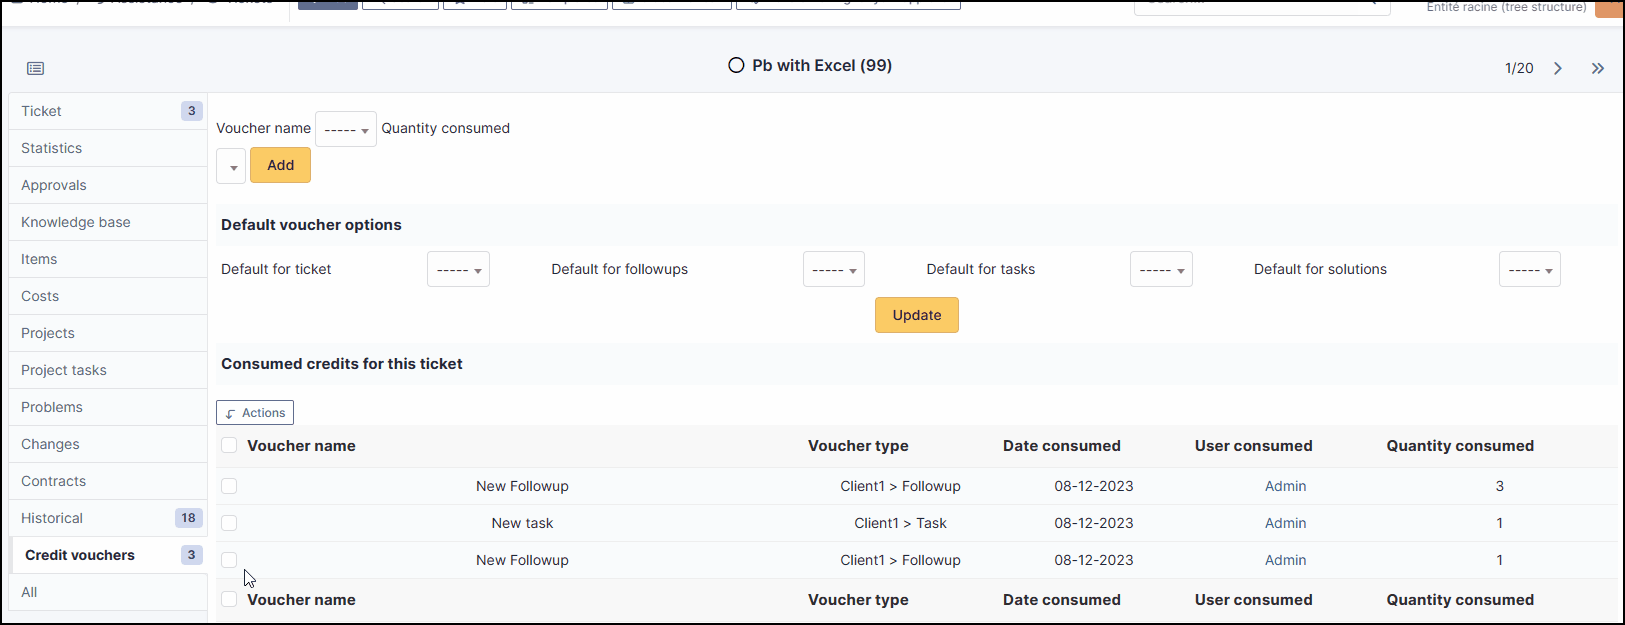 Entité racine (tree structure)
Pb with Excel (99)
1/20
Ticket 3
Statistics
Approvals
Knowledge base
Items
Costs
Projects
Project tasks
Problems
Changes
Contracts
Historical 18
Credit vouchers 3
All
Voucher name ----- Quantity consumed
Add
Default voucher options
Default for ticket ----- Default for followups ----- Default for tasks ----- Default for solutions -----
Update
Consumed credits for this ticket
Actions
Voucher name Voucher type Date consumed User consumed Quantity consumed
New Followup Client1 > Followup 08-12-2023 Admin 3
New task Client1 > Task 08-12-2023 Admin 1
New Followup Client1 > Followup 08-12-2023 Admin 1
Voucher name Voucher type Date consumed User consumed Quantity consumed